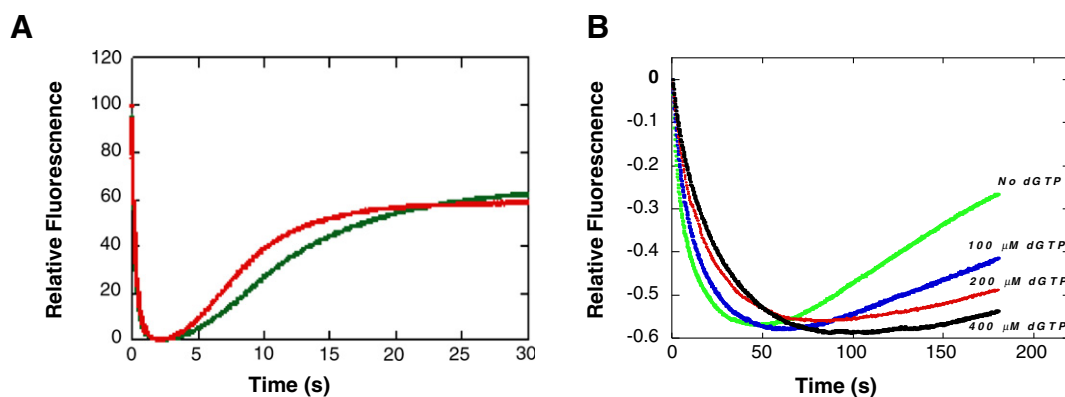 A
Relative Fluorescnence
120
100
80
60
40
20
0
0 5 10 15 20 25 30
Time (s)
B
Relative Fluorescnence
0
-0.1
-0.2
-0.3
-0.4
-0.5
-0.6
No dGTP
100 µM dGTP
200 µM dGTP
400 µM dGTP
0 50 100 150 200
Time (s)